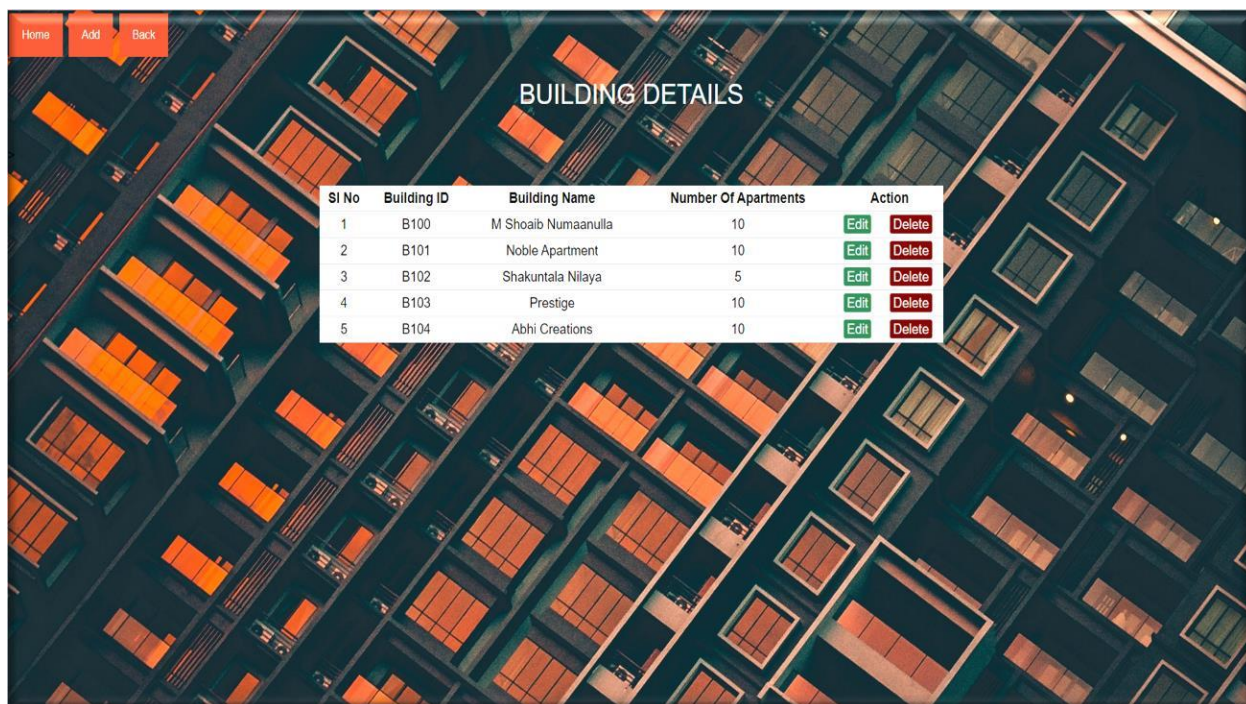 Home Add Back
BUILDING DETAILS
Sl No Building ID Building Name Number Of Apartments Action
1 B100 M Shoaib Numaanulla 10 Edit Delete
2 B101 Noble Apartment 10 Edit Delete
3 B102 Shakuntala Nilaya 5 Edit Delete
4 B103 Prestige 10 Edit Delete
5 B104 Abhi Creations 10 Edit Delete